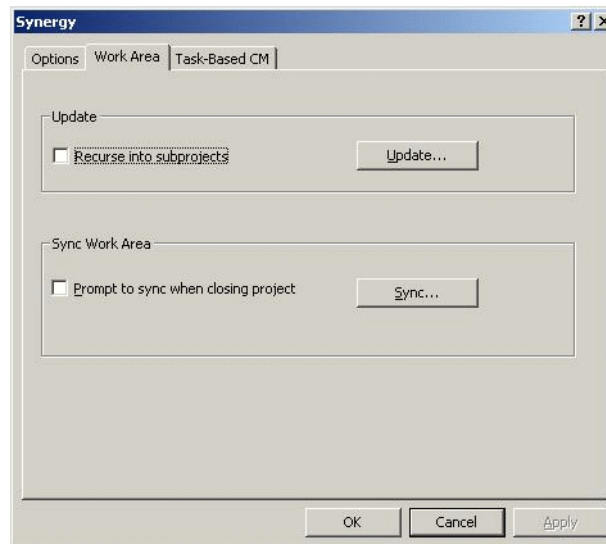 Synergy
Options Work Area Task-Based CM
Update
Recurse into subprojects Update...
Sync Work Area
Prompt to sync when closing project Sync...
OK Cancel Apply